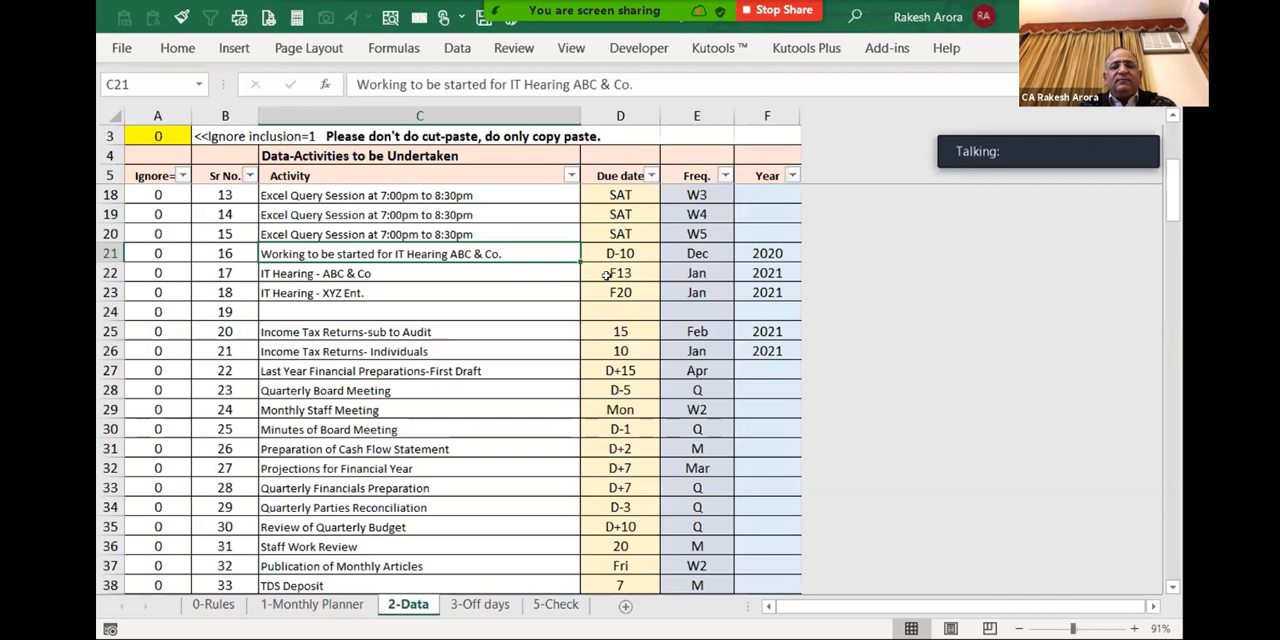 You are screen sharing
Stop Share
Rakesh Arora RA
File Home Insert Page Layout Formulas Data Review View Developer Kutools ™ Kutools Plus Add-ins Help
CA Rakesh Arora
C21 fx Working to be started for IT Hearing ABC & Co.
A B C D E F
3 0 <<Ignore inclusion=1 Please don't do cut-paste, do only copy paste.
Talking:
4 Data-Activities to be Undertaken
5 Ignore= Sr No. Activity Due date Freq. Year
18 0 13 Excel Query Session at 7:00pm to 8:30pm SAT W3
19 0 14 Excel Query Session at 7:00pm to 8:30pm SAT W4
20 0 15 Excel Query Session at 7:00pm to 8:30pm SAT W5
21 0 16 Working to be started for IT Hearing ABC & Co. D-10 Dec 2020
22 0 17 IT Hearing - ABC & Co F13 Jan 2021
23 0 18 IT Hearing - XYZ Ent. F20 Jan 2021
24 0 19
25 0 20 Income Tax Returns-sub to Audit 15 Feb 2021
26 0 21 Income Tax Returns- Individuals 10 Jan 2021
27 0 22 Last Year Financial Preparations-First Draft D+15 Apr
28 0 23 Quarterly Board Meeting D-5 Q
29 0 24 Monthly Staff Meeting Mon W2
30 0 25 Minutes of Board Meeting D-1 Q
31 0 26 Preparation of Cash Flow Statement D+2 M
32 0 27 Projections for Financial Year D+7 Mar
33 0 28 Quarterly Financials Preparation D+7 Q
34 0 29 Quarterly Parties Reconciliation D-3 Q
35 0 30 Review of Quarterly Budget D+10 Q
36 0 31 Staff Work Review 20 M
37 0 32 Publication of Monthly Articles Fri W2
38 0 33 TDS Deposit 7 M
0-Rules 1-Monthly Planner 2-Data 3-Off days 5-Check
91%